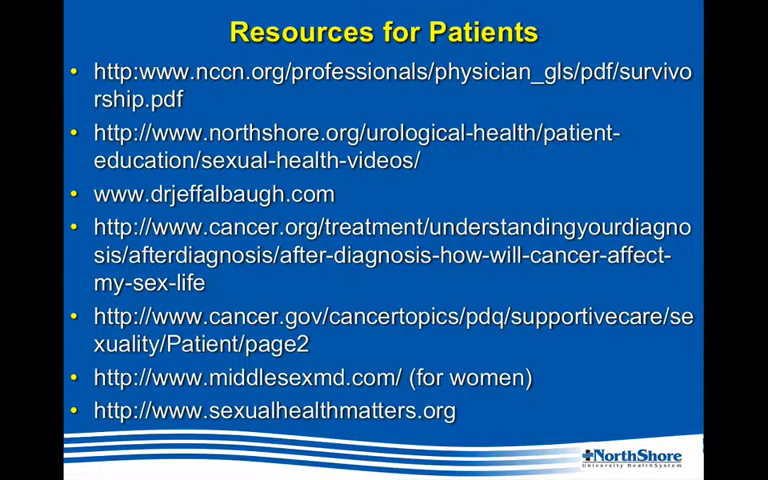 Resources for Patients
• http:www.nccn.org/professionals/physician_gls/pdf/survivo
rship.pdf
• http://www.northshore.org/urological-health/patient-
education/sexual-health-videos/
• www.drjeffalbaugh.com
• http://www.cancer.org/treatment/understandingyourdiagno
sis/afterdiagnosis/after-diagnosis-how-will-cancer-affect-
my-sex-life
• http://www.cancer.gov/cancertopics/pdq/supportivecare/se
xuality/Patient/page2
• http://www.middlesexmd.com/ (for women)
• http://www.sexualhealthmatters.org
NorthShore
University HealthSystem